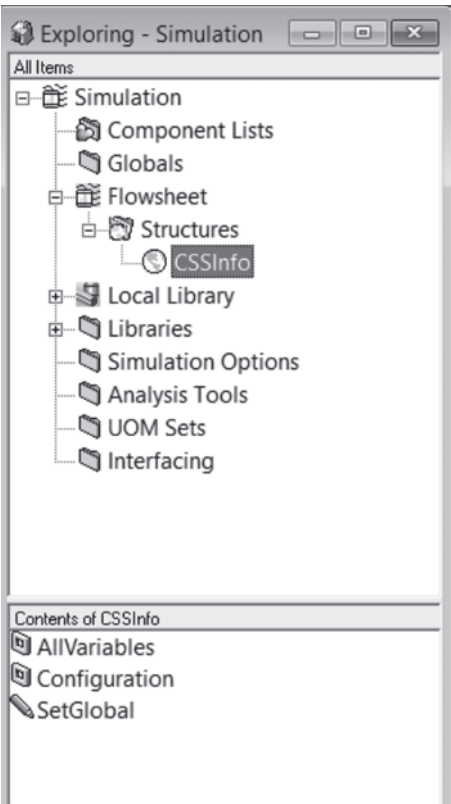 Exploring - Simulation
All Items
Simulation
Component Lists
Globals
Flowsheet
Structures
CSSInfo
Local Library
Libraries
Simulation Options
Analysis Tools
UOM Sets
Interfacing
Contents of CSSInfo
AllVariables
Configuration
SetGlobal